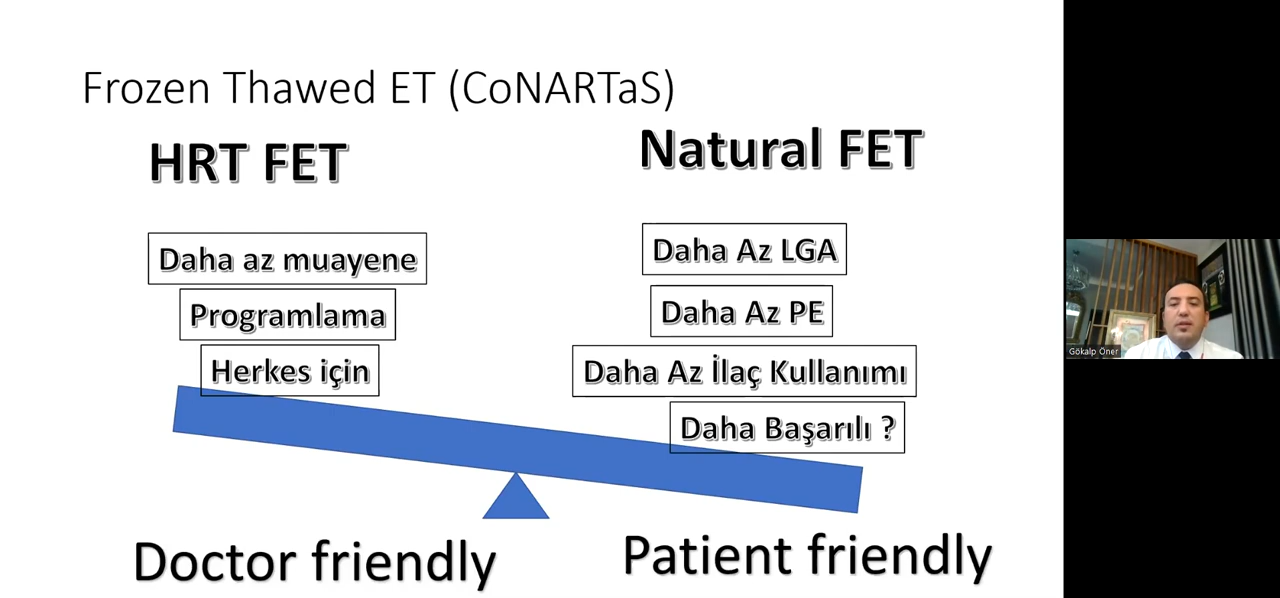 Frozen Thawed ET (CoNARTaS)
HRT FET
Daha az muayene
Programlama
Herkes için
Doctor friendly
Natural FET
Daha Az LGA
Daha Az PE
Daha Az İlaç Kullanımı
Daha Başarılı ?
Patient friendly
Gökalp Öner